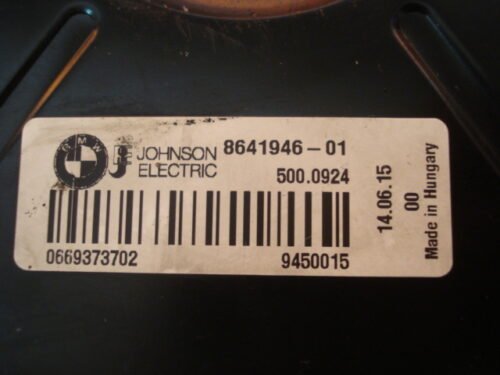 BMW
JOHNSON
ELECTRIC
8641946-01
500.0924
0669373702
9450015
14.06.15
00
Made in Hungary